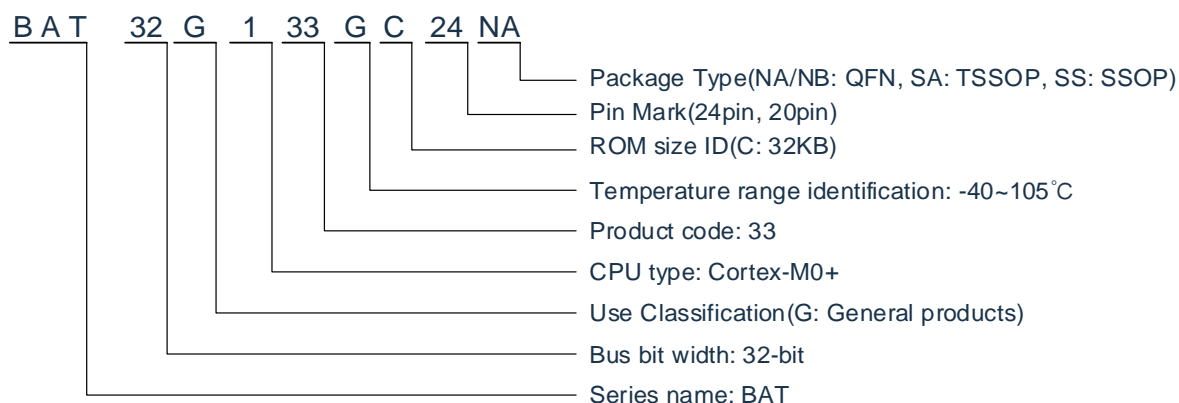 BAT 32 G 1 33 G C 24 NA
Package Type(NA/NB: QFN, SA: TSSOP, SS: SSOP)
Pin Mark(24pin, 20pin)
ROM size ID(C: 32KB)
Temperature range identification: -40~105℃
Product code: 33
CPU type: Cortex-M0+
Use Classification(G: General products)
Bus bit width: 32-bit
Series name: BAT